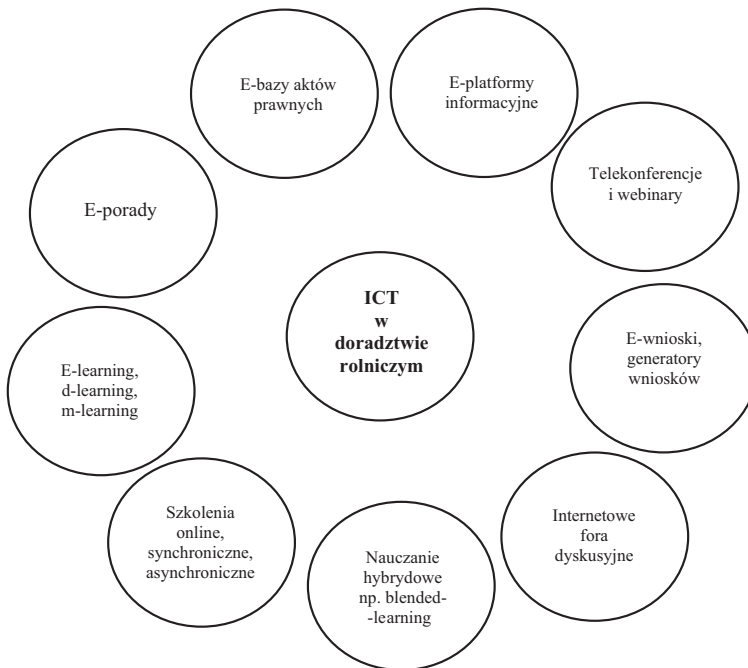 E-bazy aktów
prawnych
E-platformy
informacyjne
Telekonferencje
i webinary
E-porady
ICT
w
doradztwie
rolniczym
E-wnioski,
generatory
wniosków
E-learning,
d-learning,
m-learning
Szkolenia
online,
synchroniczne,
asynchroniczne
Nauczanie
hybrydowe
np. blended-
-learning
Internetowe
fora
dyskusyjne